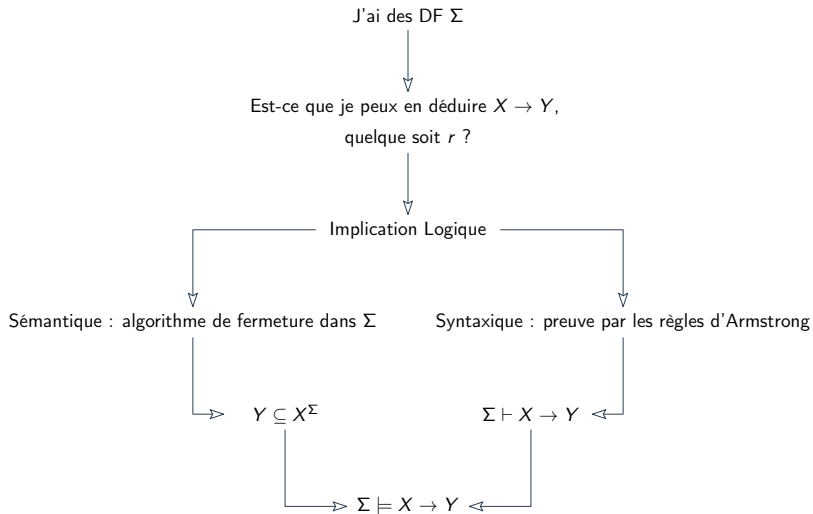 J'ai des DF Σ
Est-ce que je peux en déduire X → Y,
quelque soit r ?
Implication Logique
Sémantique : algorithme de fermeture dans Σ
Syntaxique : preuve par les règles d'Armstrong
Y ⊆ X^Σ
Σ ⊢ X → Y
Σ ⊨ X → Y